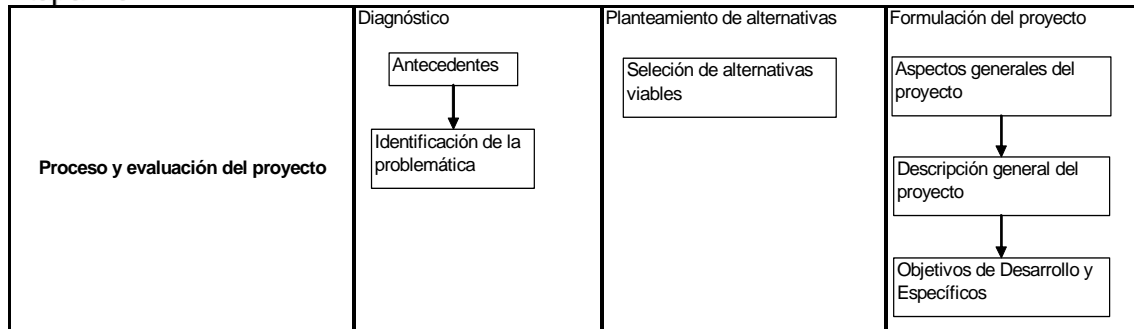 Proceso y evaluación del proyecto
Diagnóstico
Antecedentes
Identificación de la
problemática
Planteamiento de alternativas
Seleción de alternativas
viables
Formulación del proyecto
Aspectos generales del
proyecto
Descripción general del
proyecto
Objetivos de Desarrollo y
Específicos